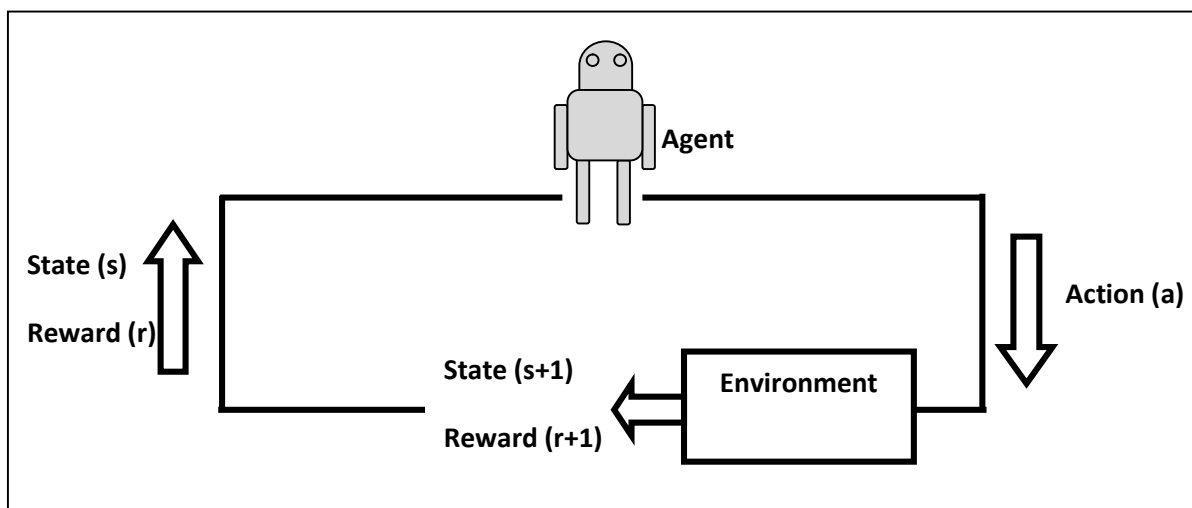 Agent
State (s)
Reward (r)
Action (a)
State (s+1)
Reward (r+1)
Environment